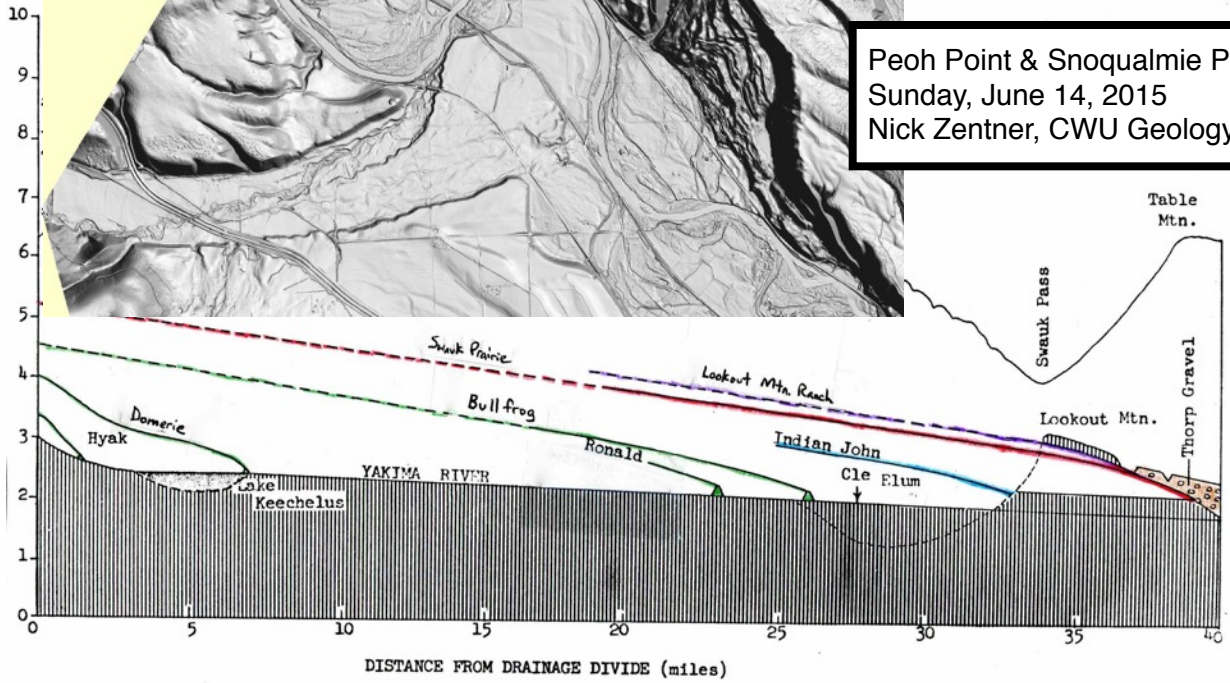 10
9
8
7
6
5
4
3
2
1
0
Peoh Point & Snoqualmie P
Sunday, June 14, 2015
Nick Zentner, CWU Geology
Table
Mtn.
Swauk Pass
Swauk Prairie
Lookout Mtn. Ranch
Bullfrog
Lookout Mtn.
Thorp Gravel
Domerie
Hyak
Ronald
Indian John
Cle Elum
YAKIMA RIVER
Lake
Keechelus
0 5 10 15 20 25 30 35 40
DISTANCE FROM DRAINAGE DIVIDE (miles)